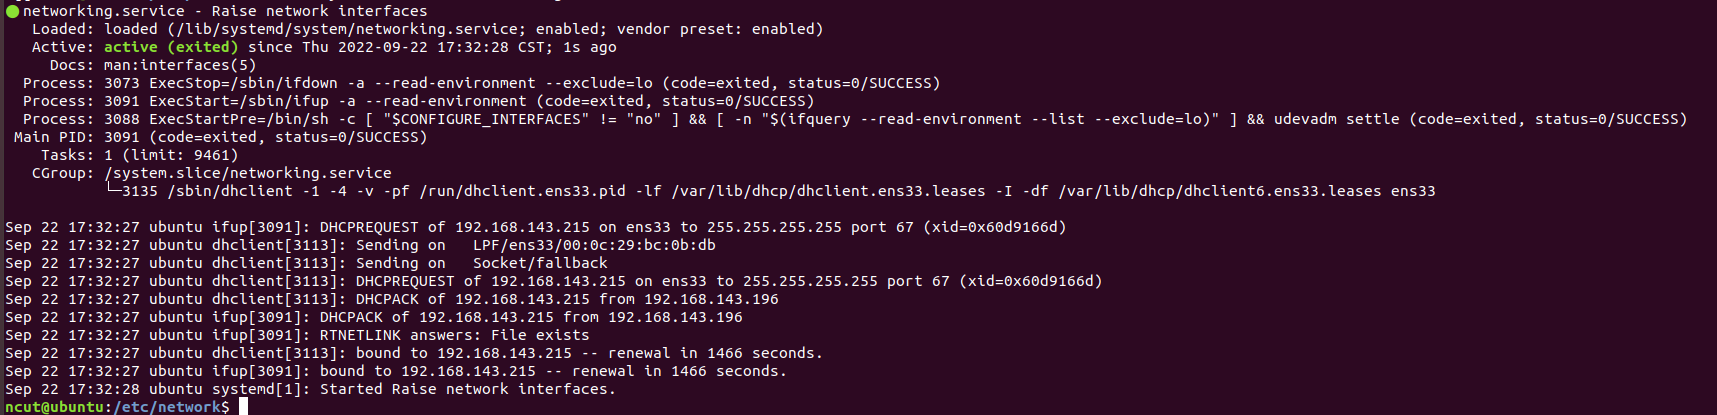 networking.service - Raise network interfaces
Loaded: loaded (/lib/systemd/system/networking.service; enabled; vendor preset: enabled)
Active: active (exited) since Thu 2022-09-22 17:32:28 CST; 1s ago
Docs: man:interfaces(5)
Process: 3073 ExecStop=/sbin/ifdown -a --read-environment --exclude=lo (code=exited, status=0/SUCCESS)
Process: 3091 ExecStart=/sbin/ifup -a --read-environment (code=exited, status=0/SUCCESS)
Process: 3088 ExecStartPre=/bin/sh -c [ "$CONFIGURE_INTERFACES" != "no" ] && [ -n "$(ifquery --read-environment --list --exclude=lo)" ] && udevadm settle (code=exited, status=0/SUCCESS)
Main PID: 3091 (code=exited, status=0/SUCCESS)
Tasks: 1 (limit: 9461)
CGroup: /system.slice/networking.service
└─3135 /sbin/dhclient -1 -4 -v -pf /run/dhclient.ens33.pid -lf /var/lib/dhcp/dhclient.ens33.leases -I -df /var/lib/dhcp/dhclient6.ens33.leases ens33
Sep 22 17:32:27 ubuntu ifup[3091]: DHCPREQUEST of 192.168.143.215 on ens33 to 255.255.255.255 port 67 (xid=0x60d9166d)
Sep 22 17:32:27 ubuntu dhclient[3113]: Sending on   LPF/ens33/00:0c:29:bc:0b:db
Sep 22 17:32:27 ubuntu dhclient[3113]: Sending on   Socket/fallback
Sep 22 17:32:27 ubuntu dhclient[3113]: DHCPREQUEST of 192.168.143.215 on ens33 to 255.255.255.255 port 67 (xid=0x60d9166d)
Sep 22 17:32:27 ubuntu dhclient[3113]: DHCPACK of 192.168.143.215 from 192.168.143.196
Sep 22 17:32:27 ubuntu ifup[3091]: DHCPACK of 192.168.143.215 from 192.168.143.196
Sep 22 17:32:27 ubuntu ifup[3091]: RTNETLINK answers: File exists
Sep 22 17:32:27 ubuntu dhclient[3113]: bound to 192.168.143.215 -- renewal in 1466 seconds.
Sep 22 17:32:27 ubuntu ifup[3091]: bound to 192.168.143.215 -- renewal in 1466 seconds.
Sep 22 17:32:28 ubuntu systemd[1]: Started Raise network interfaces.
ncut@ubuntu:/etc/network$